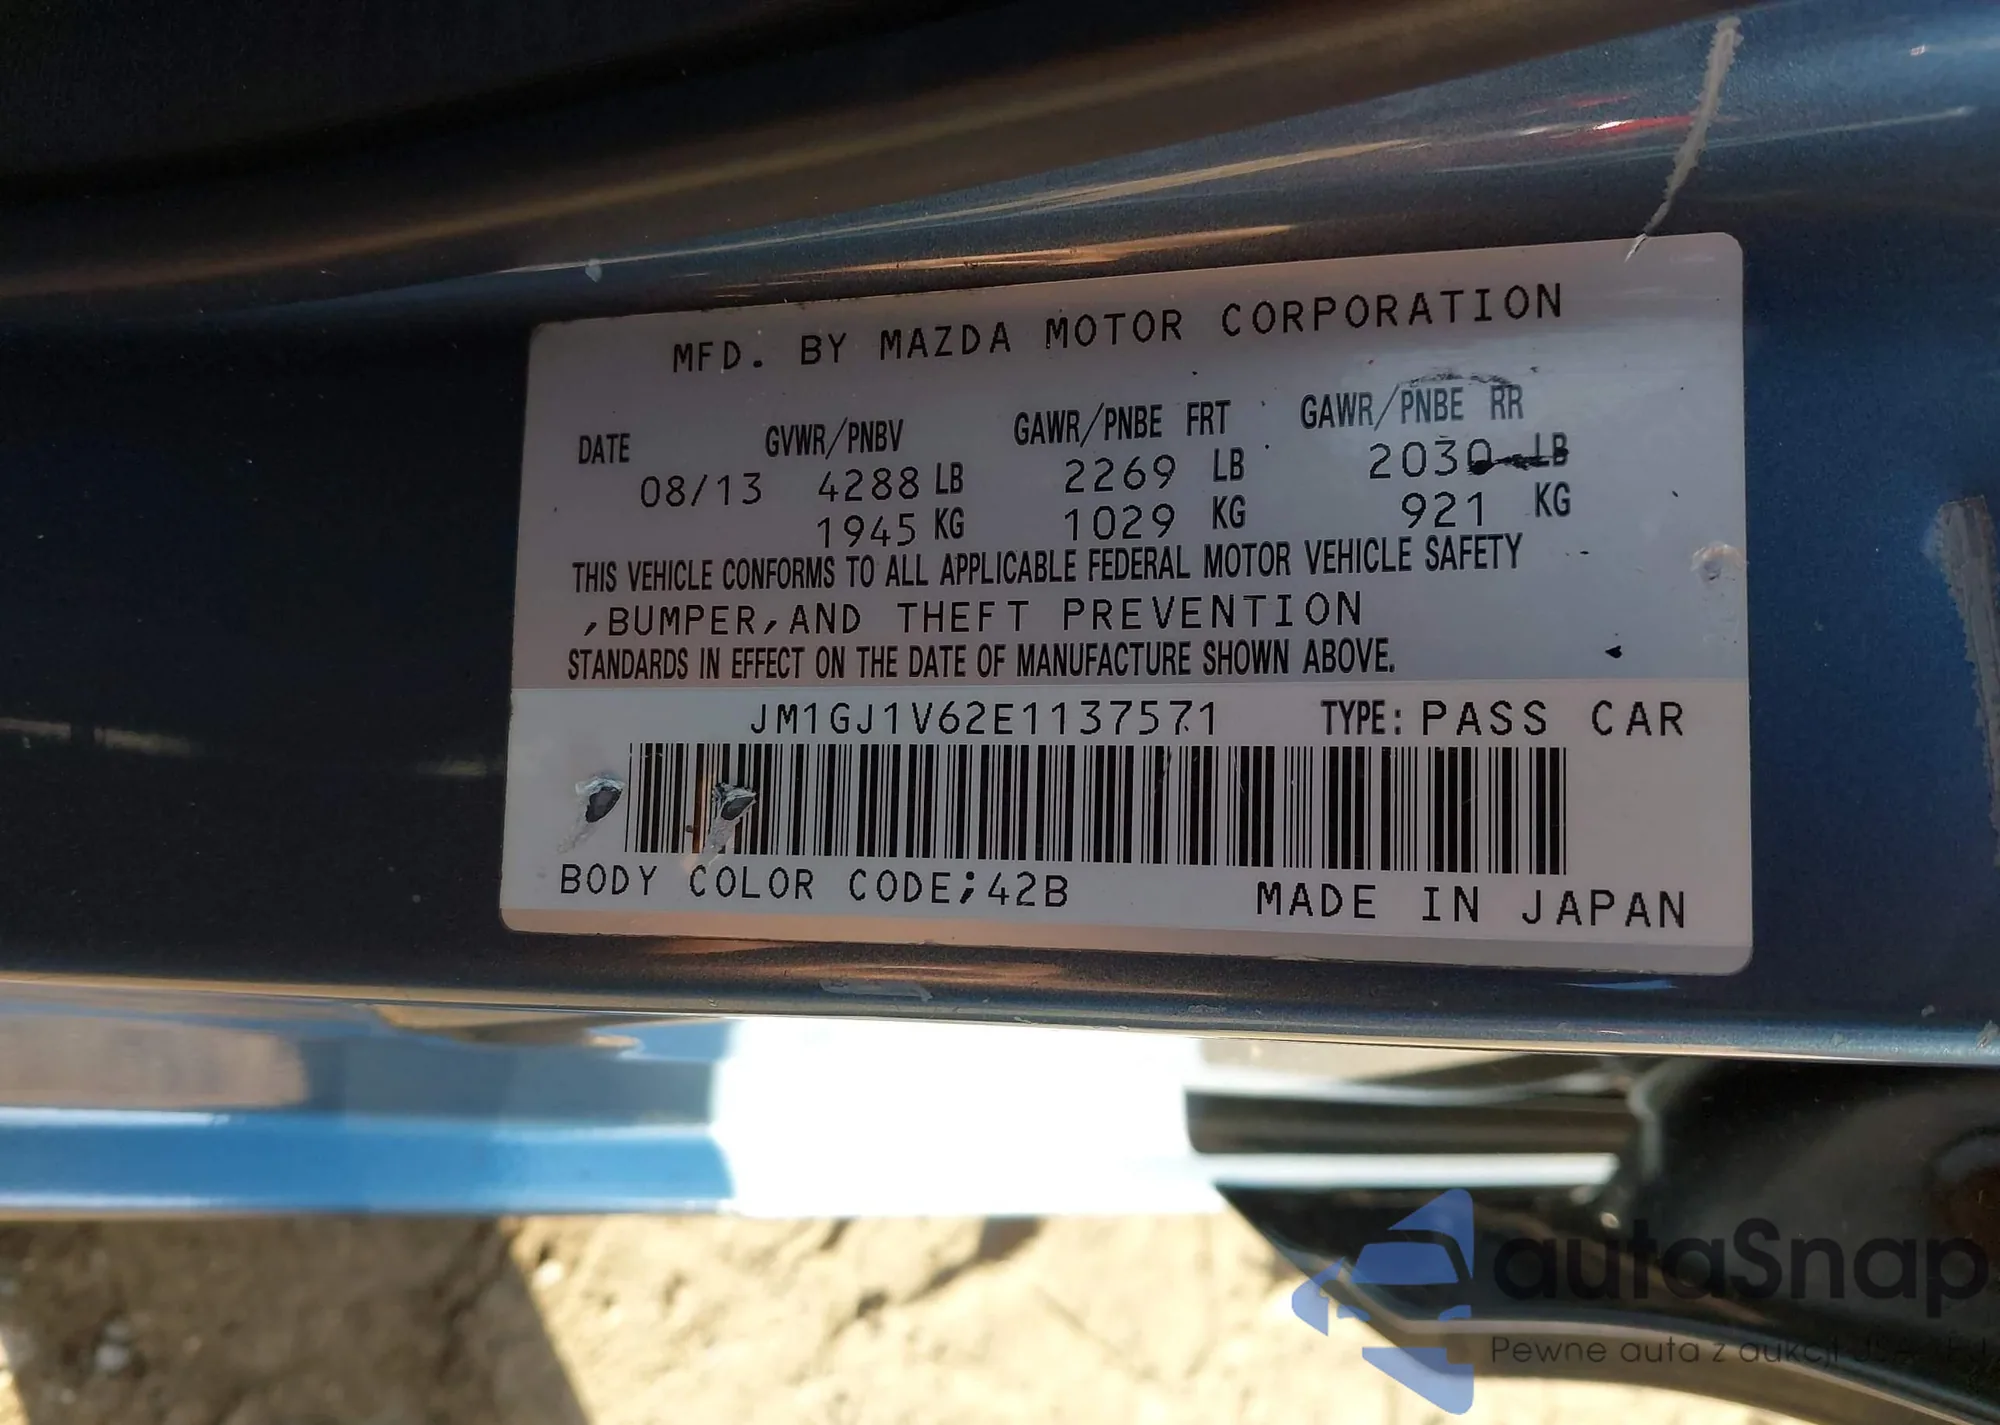 MFD. BY MAZDA MOTOR CORPORATION
DATE GVWR/PNBV GAWR/PNBE FRT GAWR/PNBE RR
08/13 4288 LB 2269 LB 2030 LB
1945 KG 1029 KG 921 KG
THIS VEHICLE CONFORMS TO ALL APPLICABLE FEDERAL MOTOR VEHICLE SAFETY
,BUMPER,AND THEFT PREVENTION
STANDARDS IN EFFECT ON THE DATE OF MANUFACTURE SHOWN ABOVE.
JM1GJ1V62E1137571 TYPE: PASS CAR
BODY COLOR CODE;42B MADE IN JAPAN
autaSnap
Pewne auta z aukcji